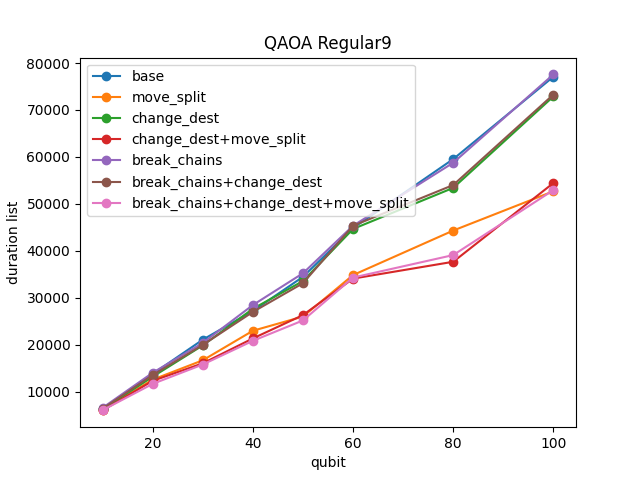 QAOA Regular9
80000
70000
60000
50000
40000
30000
20000
10000
duration list
base
move_split
change_dest
change_dest+move_split
break_chains
break_chains+change_dest
break_chains+change_dest+move_split
20
40
60
80
100
qubit